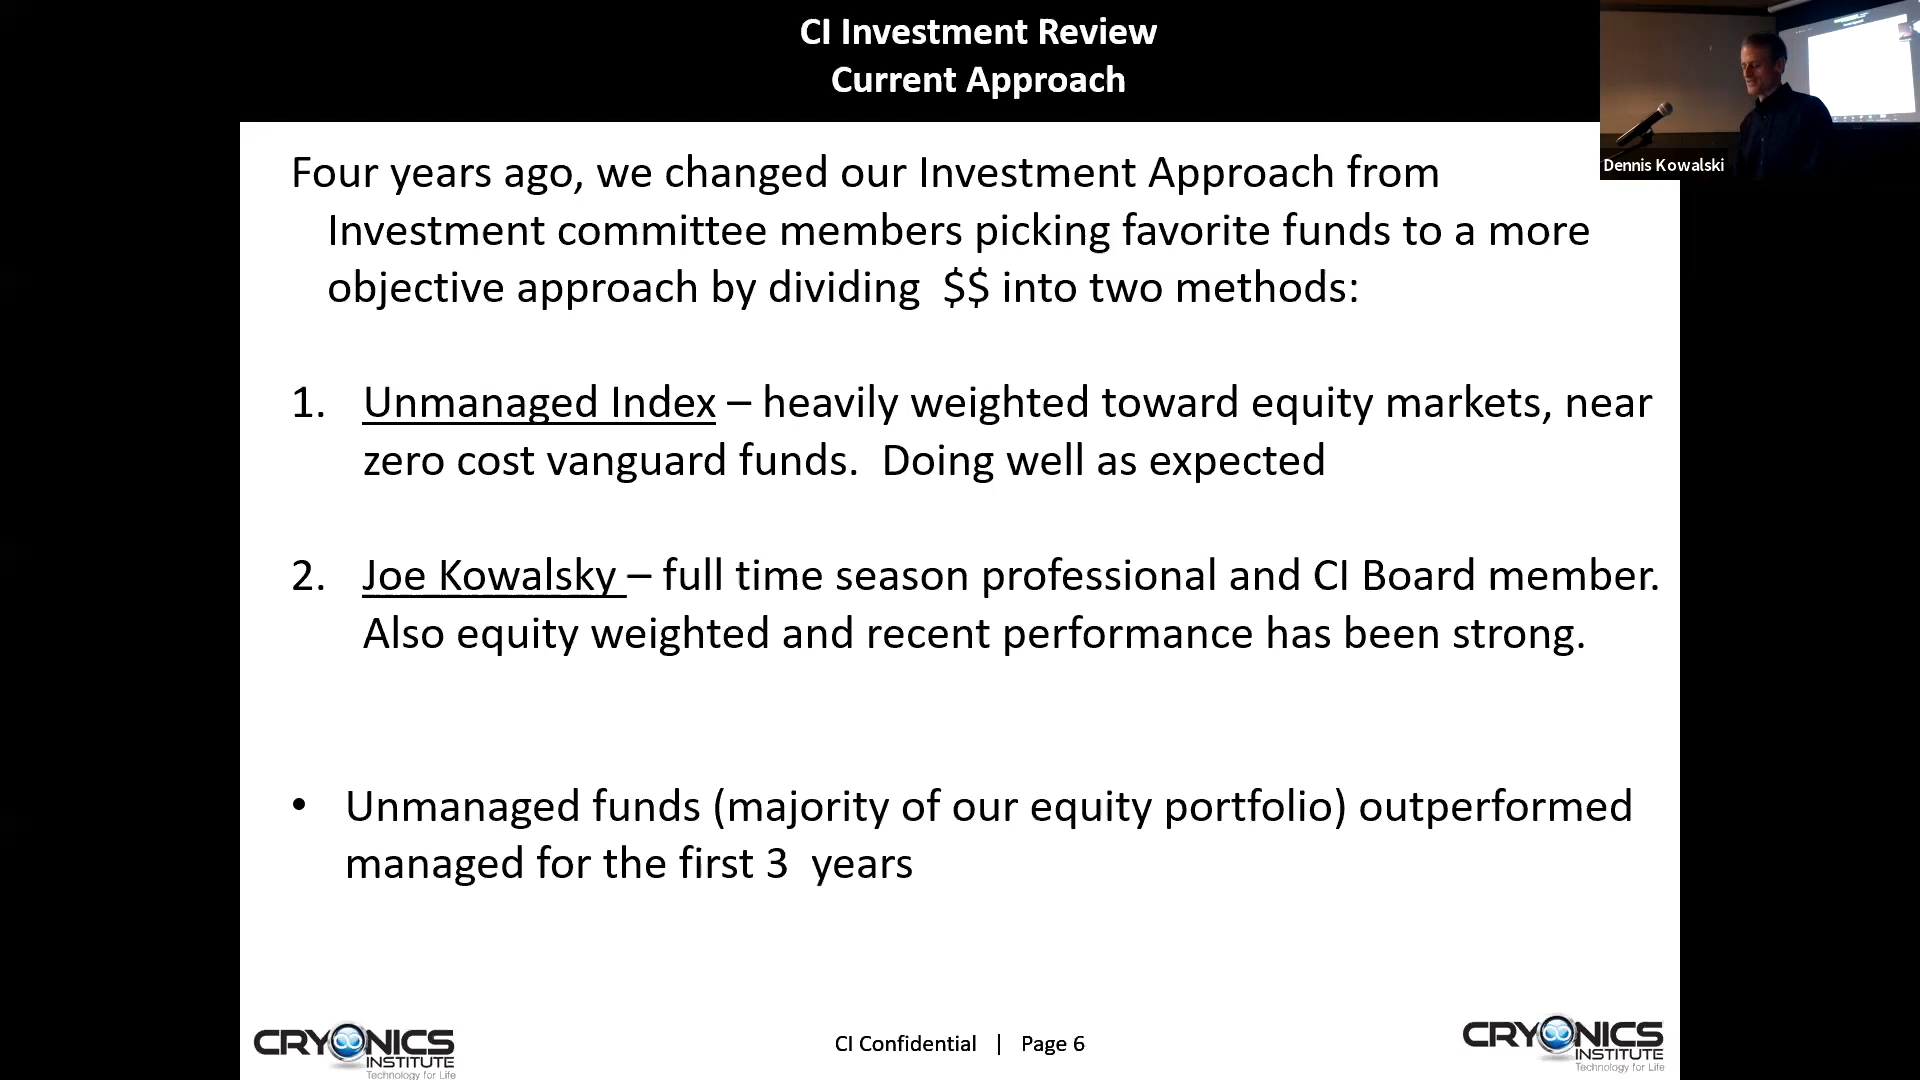 CI Investment Review
Current Approach
Dennis Kowalski
Four years ago, we changed our Investment Approach from
Investment committee members picking favorite funds to a more
objective approach by dividing  $$ into two methods:
1. Unmanaged Index – heavily weighted toward equity markets, near
zero cost vanguard funds.  Doing well as expected
2. Joe Kowalsky – full time season professional and CI Board member.
Also equity weighted and recent performance has been strong.
• Unmanaged funds (majority of our equity portfolio) outperformed
managed for the first 3  years
CRYONICS
INSTITUTE
Technology for Life
CI Confidential | Page 6
CRYONICS
INSTITUTE
Technology for Life